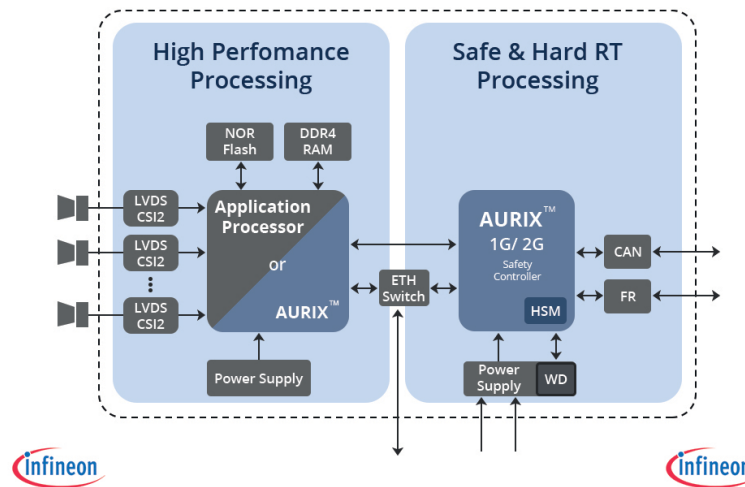 High Perfomance
Processing
Safe & Hard RT
Processing
NOR
Flash
DDR4
RAM
LVDS
CSI2
LVDS
CSI2
LVDS
CSI2
Application
Processor
or
AURIX™
ETH
Switch
AURIX™
1G/ 2G
Safety
Controller
HSM
CAN
FR
Power Supply
Power
Supply
WD
infineon
infineon